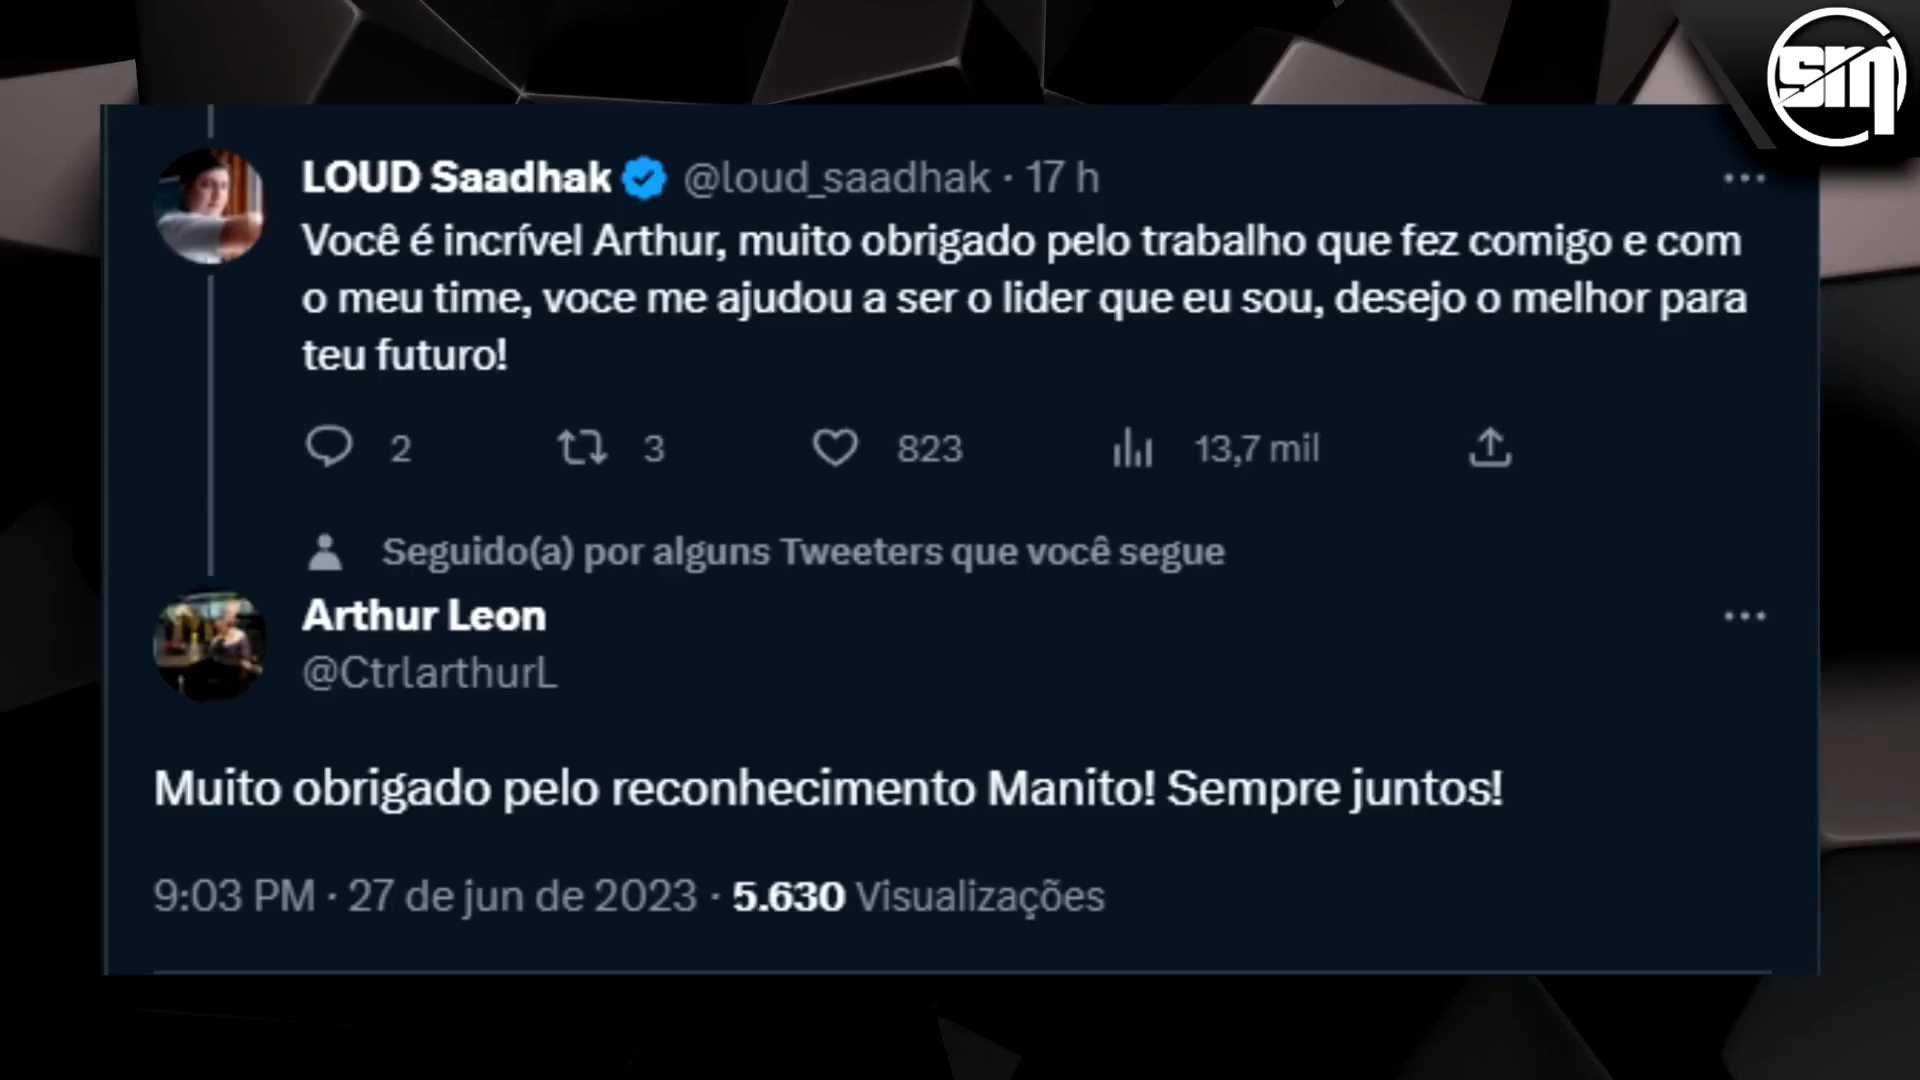 SM
LOUD Saadhak @loud_saadhak · 17 h
Você é incrível Arthur, muito obrigado pelo trabalho que fez comigo e com
o meu time, voce me ajudou a ser o lider que eu sou, desejo o melhor para
teu futuro!
2 3 823 13,7 mil
Seguido(a) por alguns Tweeters que você segue
Arthur Leon
@CtrlarthurL
Muito obrigado pelo reconhecimento Manito! Sempre juntos!
9:03 PM · 27 de jun de 2023 · 5.630 Visualizações